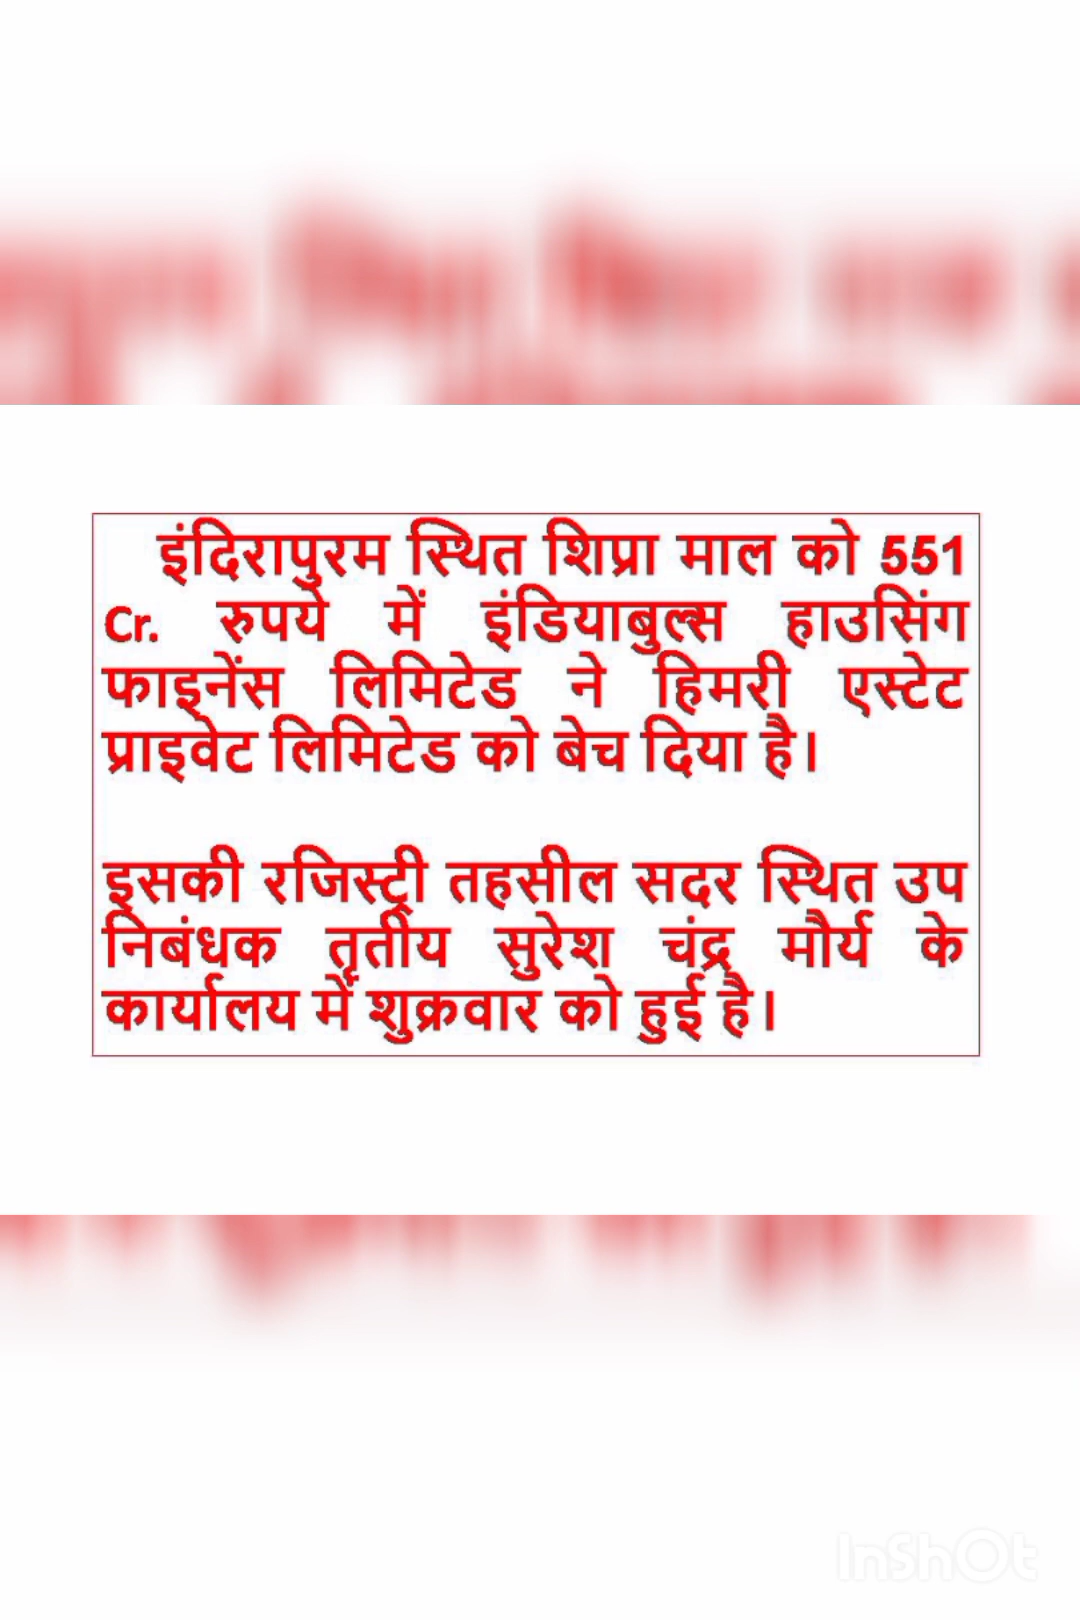 इंदिरापुरम स्थित शिप्रा माल को 551
Cr. रुपये में इंडियाबुल्स हाउसिंग
फाइनेंस लिमिटेड ने हिमरी एस्टेट
प्राइवेट लिमिटेड को बेच दिया है।
इसकी रजिस्ट्री तहसील सदर स्थित उप
निबंधक तृतीय सुरेश चंद्र मौर्य के
कार्यालय में शुक्रवार को हुई है।
InShOt